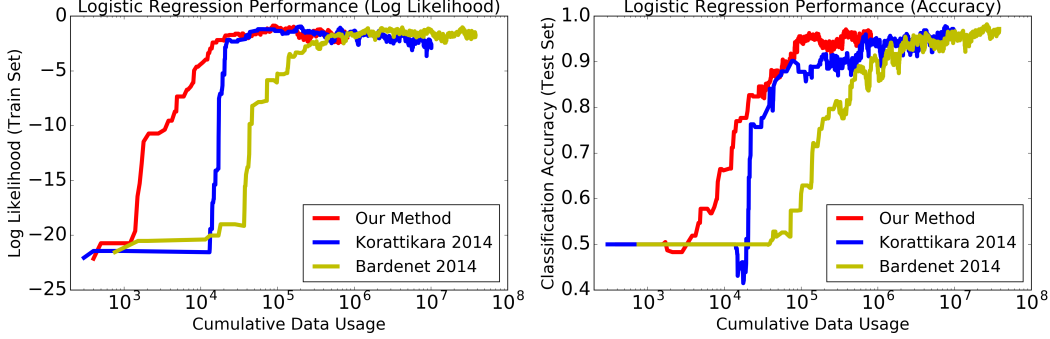 Logistic Regression Performance (Log Likelihood)
Log Likelihood (Train Set)
0
−5
−10
−15
−20
−25
10³ 10⁴ 10⁵ 10⁶ 10⁷ 10⁸
Cumulative Data Usage
Our Method
Korattikara 2014
Bardenet 2014
Logistic Regression Performance (Accuracy)
Classification Accuracy (Test Set)
1.0
0.9
0.8
0.7
0.6
0.5
0.4
10³ 10⁴ 10⁵ 10⁶ 10⁷ 10⁸
Cumulative Data Usage
Our Method
Korattikara 2014
Bardenet 2014